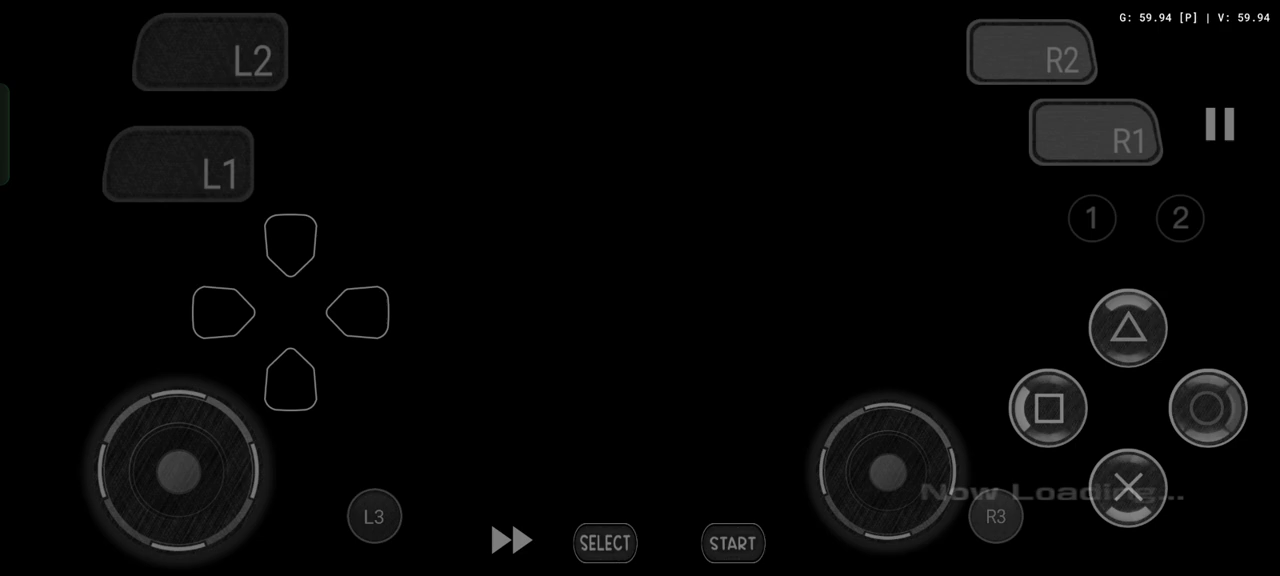 G: 59.94 [P] | V: 59.94
L2
R2
R1
L1
1
2
Now Loading...
L3
R3
SELECT
START